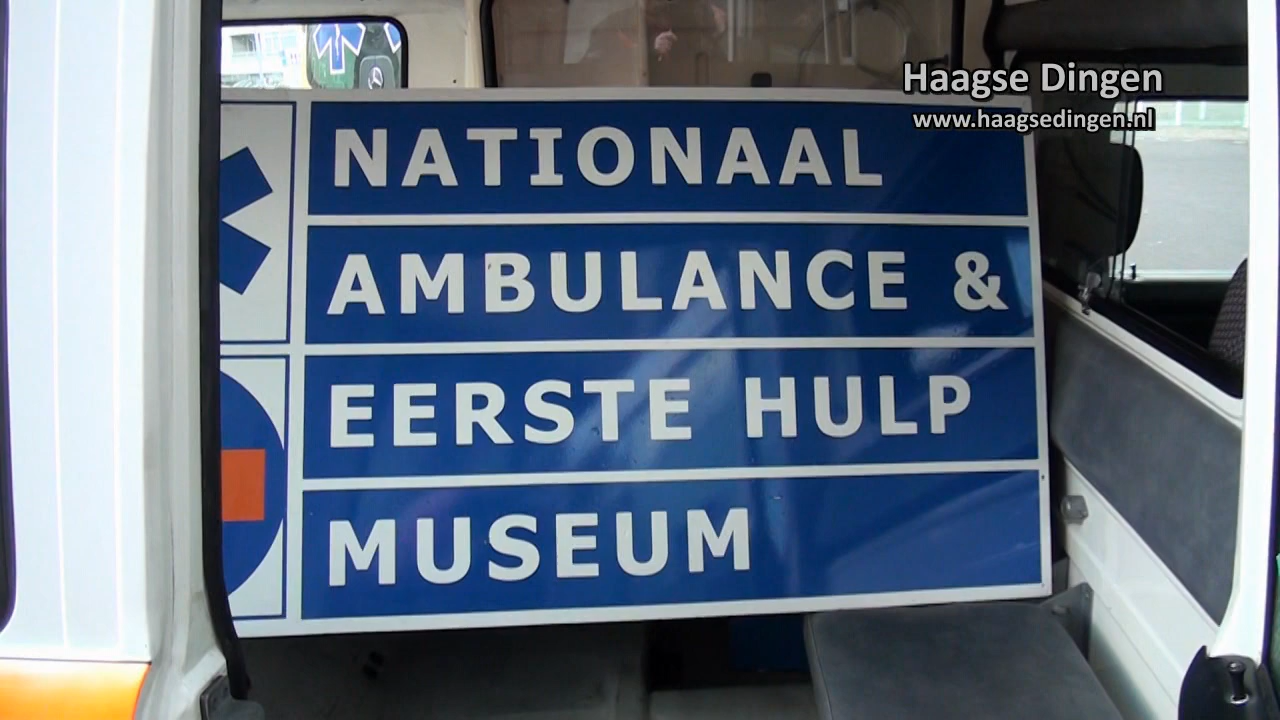 Haagse Dingen
www.haagsedingen.nl
NATIONAAL
AMBULANCE &
EERSTE HULP
MUSEUM